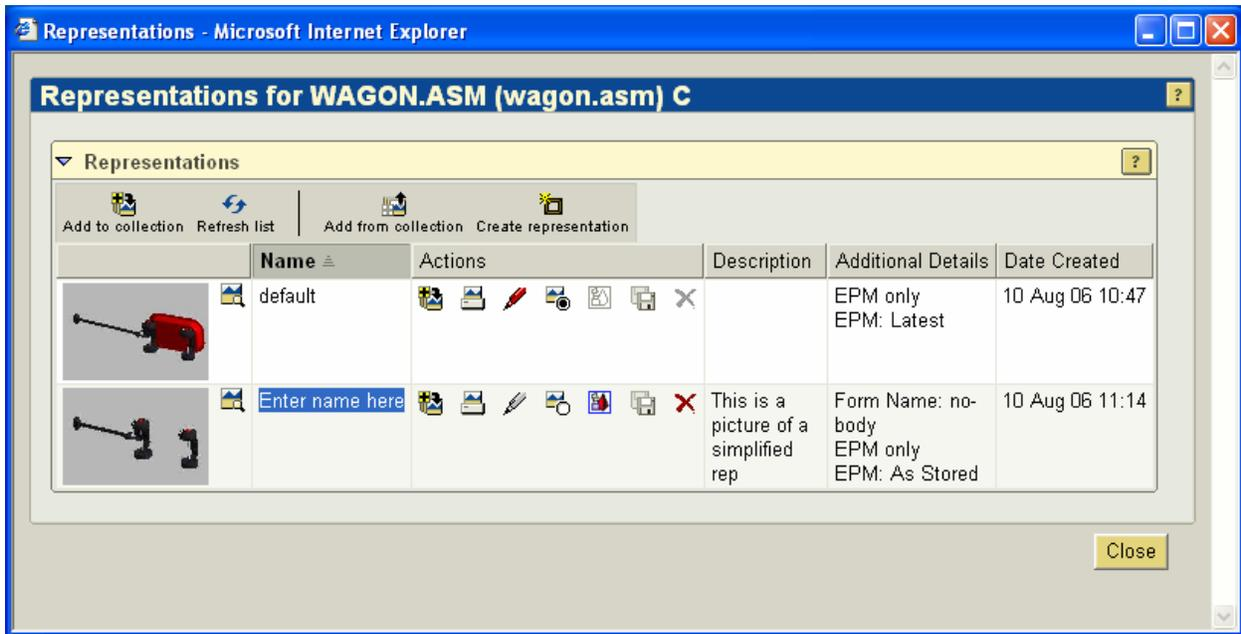 Representations - Microsoft Internet Explorer
Representations for WAGON.ASM (wagon.asm) C
?
Representations
?
Add to collection Refresh list Add from collection Create representation
Name Actions Description Additional Details Date Created
default EPM only 10 Aug 06 10:47
EPM: Latest
Enter name here This is a Form Name: no- 10 Aug 06 11:14
picture of a body
simplified EPM only
rep EPM: As Stored
Close